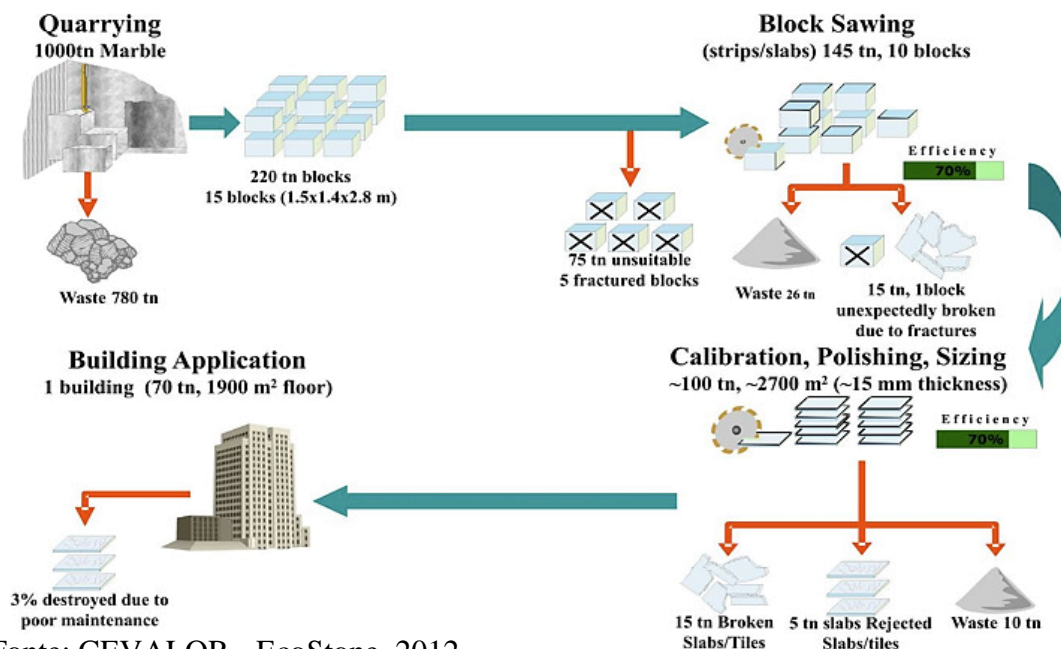 Quarrying
1000tn Marble
220 tn blocks
15 blocks (1.5x1.4x2.8 m)
Waste 780 tn
75 tn unsuitable
5 fractured blocks
Block Sawing
(strips/slabs) 145 tn, 10 blocks
Efficiency
70%
Waste 26 tn
15 tn, 1block
unexpectedly broken
due to fractures
Calibration, Polishing, Sizing
~100 tn, ~2700 m² (~15 mm thickness)
Efficiency
70%
15 tn Broken
Slabs/Tiles
5 tn slabs Rejected
Slabs/tiles
Waste 10 tn
Building Application
1 building (70 tn, 1900 m² floor)
3% destroyed due to
poor maintenance